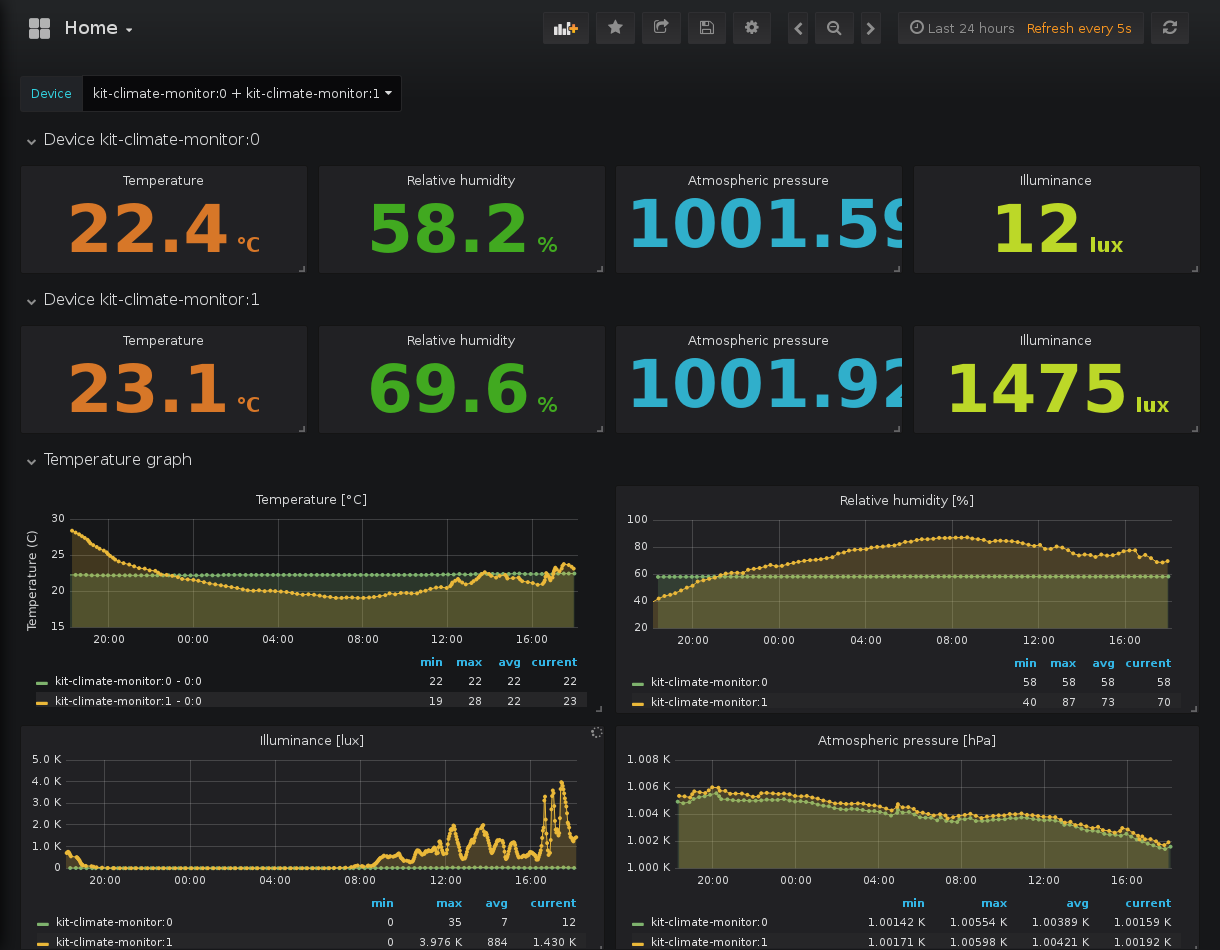 Home
Last 24 hours Refresh every 5s
Device kit-climate-monitor:0 + kit-climate-monitor:1
Device kit-climate-monitor:0
Temperature Relative humidity Atmospheric pressure Illuminance
22.4 °C 58.2 % 1001.59 12 lux
Device kit-climate-monitor:1
Temperature Relative humidity Atmospheric pressure Illuminance
23.1 °C 69.6 % 1001.92 1475 lux
Temperature graph
Temperature [°C]
Temperature (C)
30
25
20
15
20:00 00:00 04:00 08:00 12:00 16:00
min max avg current
kit-climate-monitor:0 - 0:0 22 22 22 22
kit-climate-monitor:1 - 0:0 19 28 22 23
Relative humidity [%]
100
80
60
40
20
20:00 00:00 04:00 08:00 12:00 16:00
min max avg current
kit-climate-monitor:0 58 58 58 58
kit-climate-monitor:1 40 87 73 70
Illuminance [lux]
5.0 K
4.0 K
3.0 K
2.0 K
1.0 K
0
20:00 00:00 04:00 08:00 12:00 16:00
min max avg current
kit-climate-monitor:0 0 35 7 12
kit-climate-monitor:1 0 3.976 K 884 1.430 K
Atmospheric pressure [hPa]
1.008 K
1.006 K
1.004 K
1.002 K
1.000 K
20:00 00:00 04:00 08:00 12:00 16:00
min max avg current
kit-climate-monitor:0 1.00142 K 1.00554 K 1.00389 K 1.00159 K
kit-climate-monitor:1 1.00171 K 1.00598 K 1.00421 K 1.00192 K